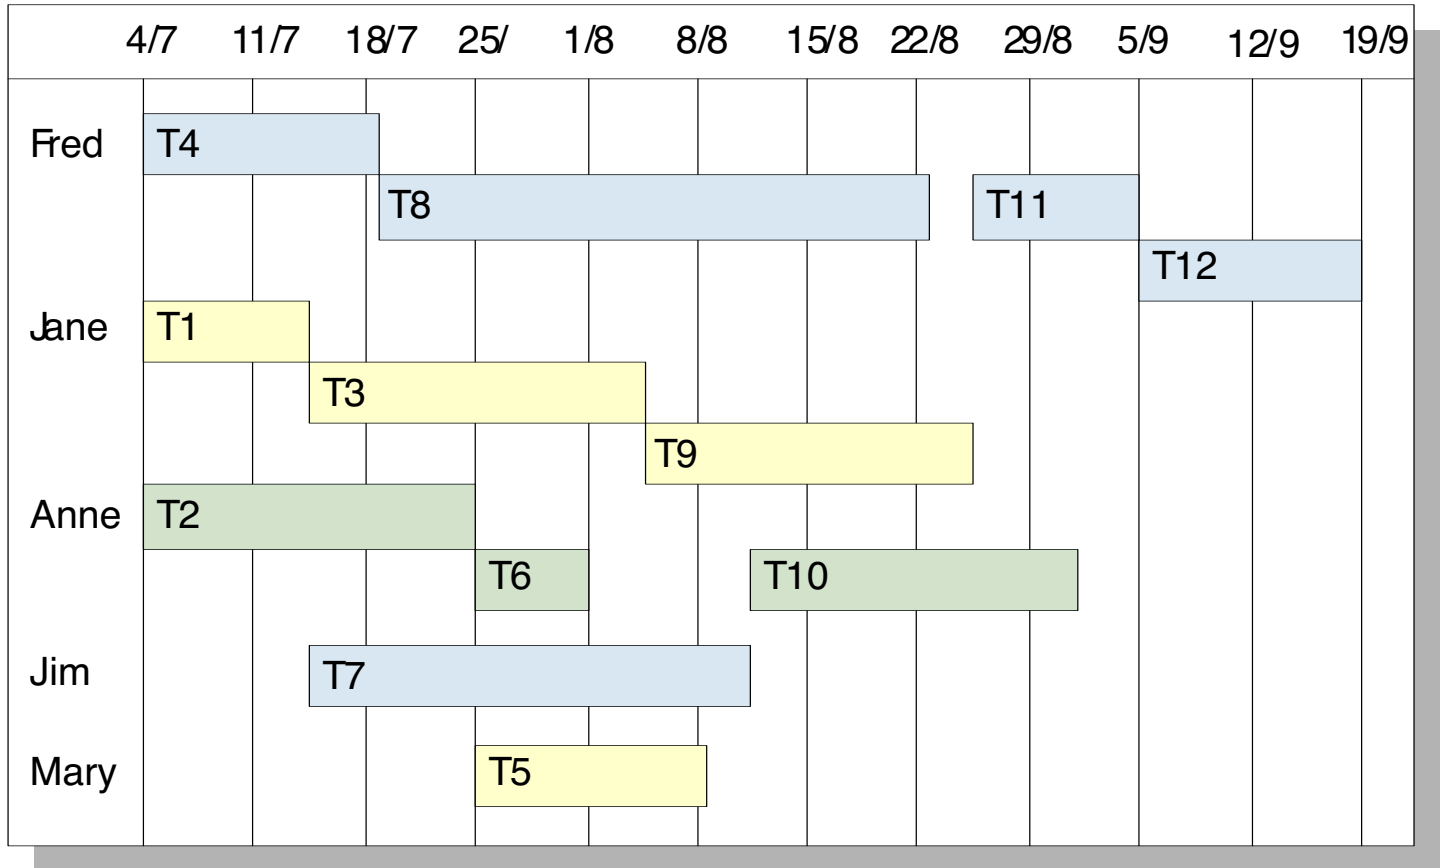 4/7 11/7 18/7 25/ 1/8 8/8 15/8 22/8 29/8 5/9 12/9 19/9
Fred T4
T8 T11
T12
Jane T1
T3
T9
Anne T2
T6 T10
Jim T7
Mary T5